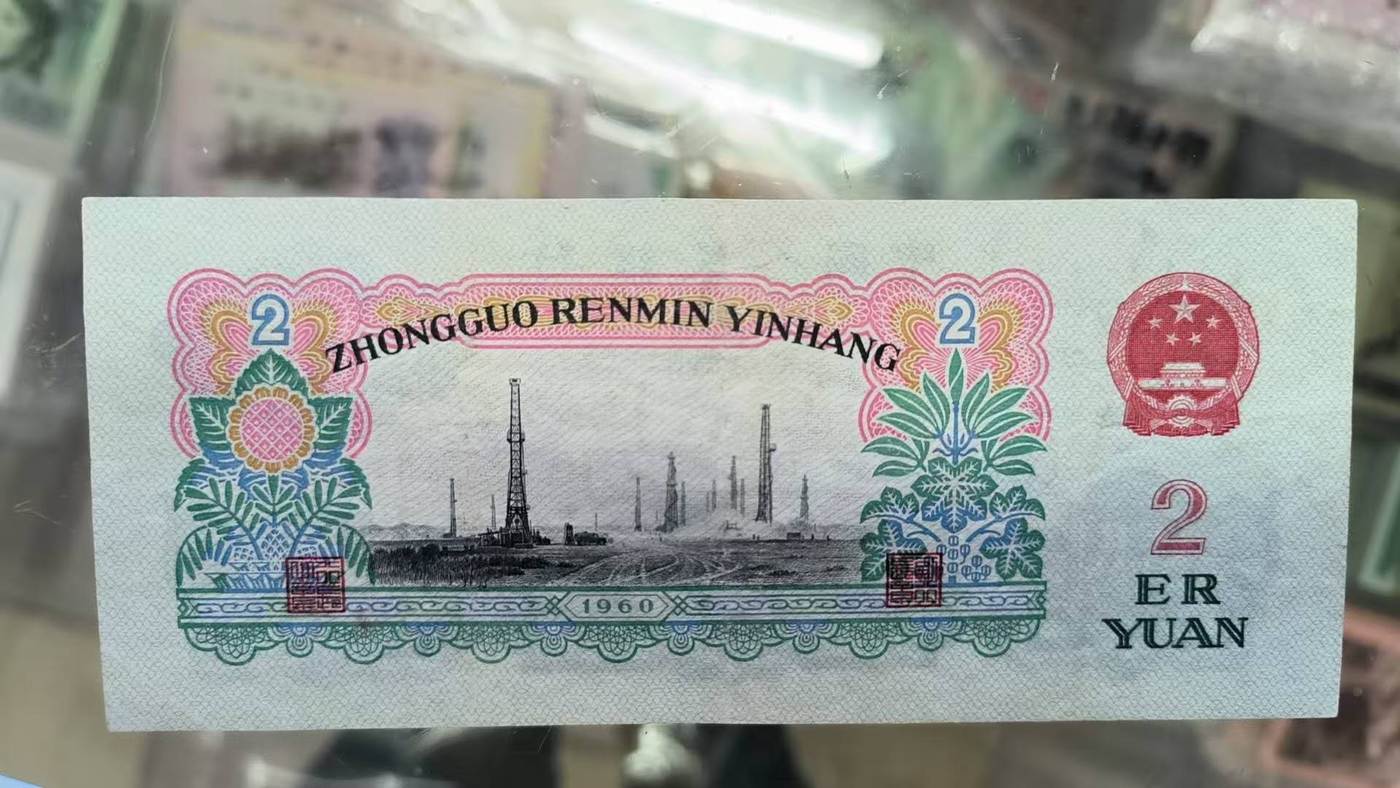 2
2
ZHONGGUO RENMIN YINHANG
1960
2
ER
YUAN